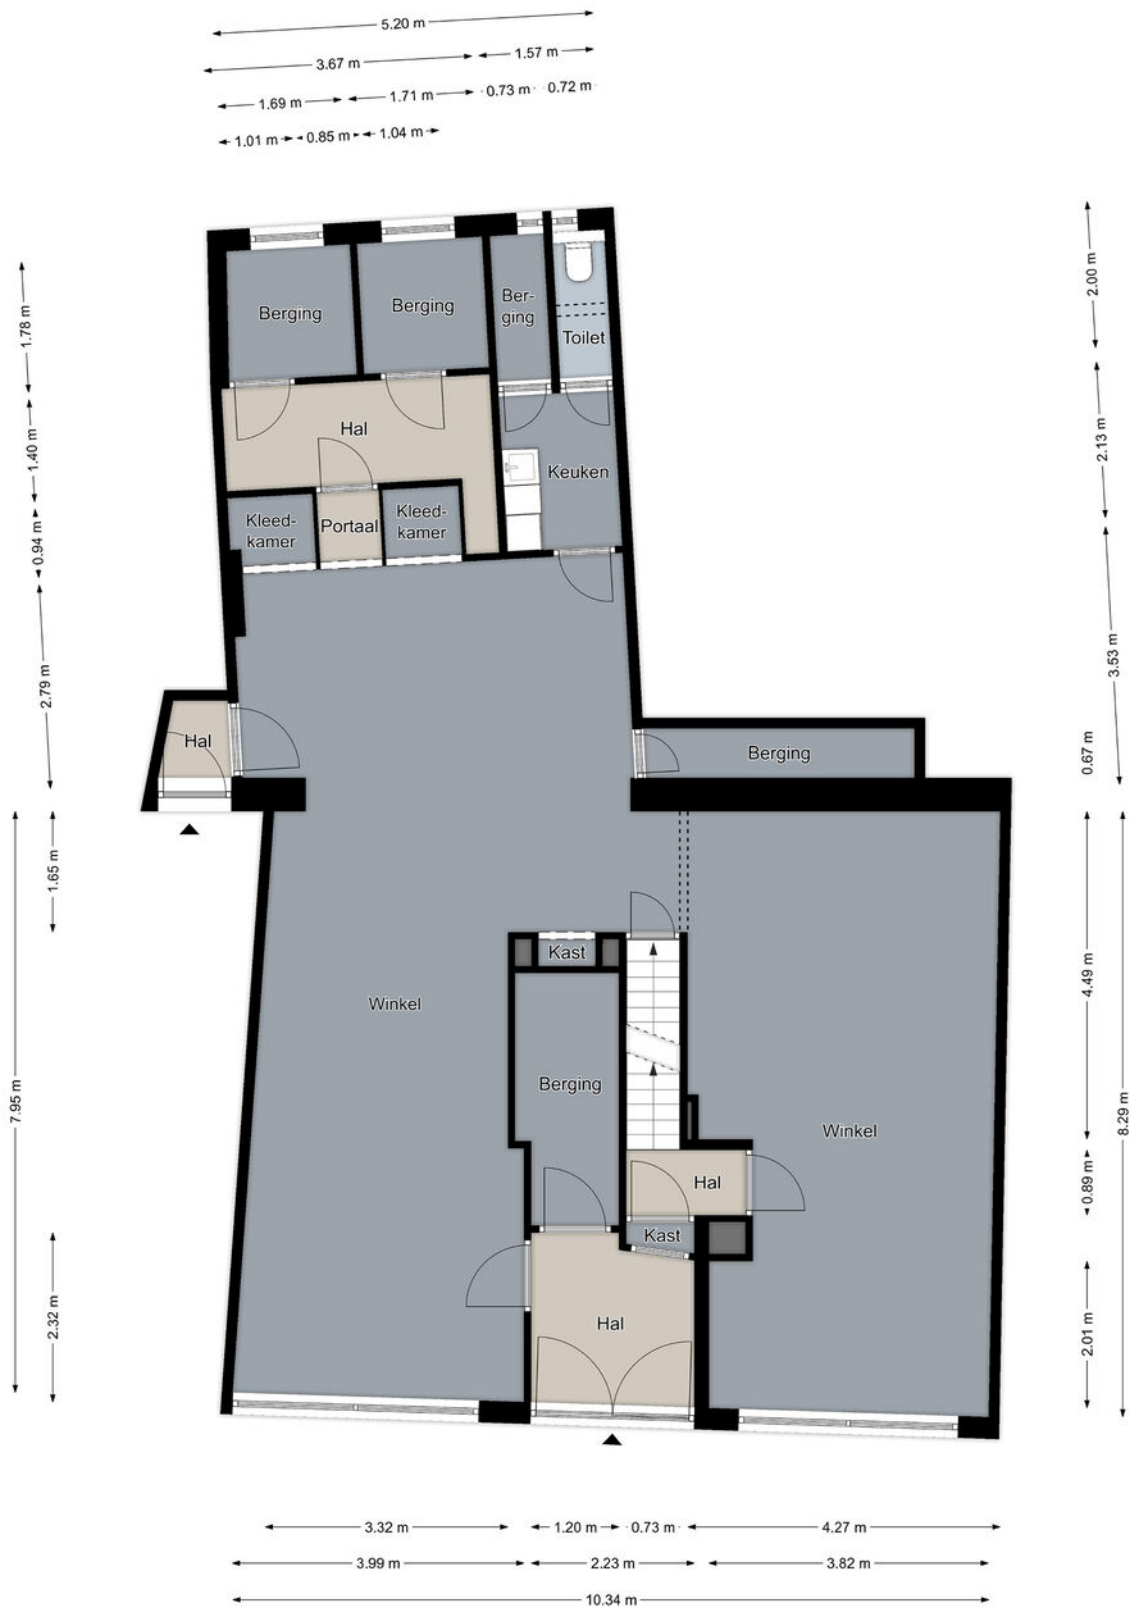 5.20 m
3.67 m
1.57 m
1.69 m
1.71 m
0.73 m
0.72 m
1.01 m
0.85 m
1.04 m
1.78 m
1.40 m
0.94 m
2.79 m
1.65 m
7.95 m
2.32 m
2.00 m
2.13 m
3.53 m
0.67 m
4.49 m
8.29 m
0.89 m
2.01 m
Berging
Berging
Ber-
ging
Toilet
Hal
Keuken
Kleed-
kamer
Portaal
Kleed-
kamer
Hal
Berging
Kast
Winkel
Berging
Winkel
Hal
Kast
Hal
3.32 m
1.20 m
0.73 m
4.27 m
3.99 m
2.23 m
3.82 m
10.34 m